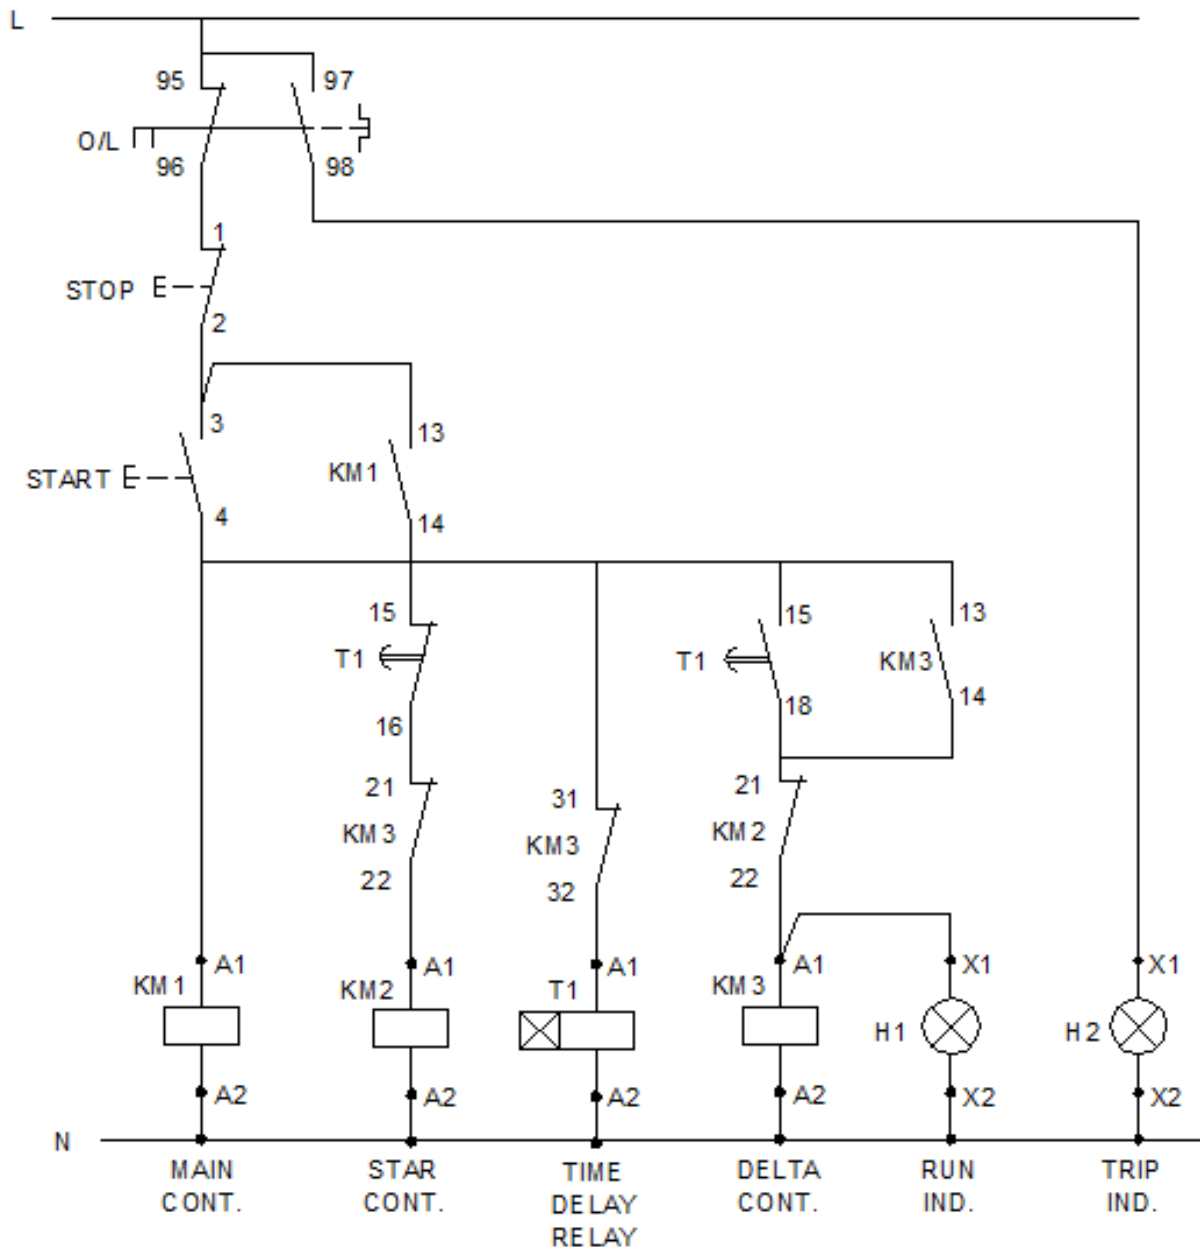 L
95
97
O/L
96
98
1
STOP
2
3
13
KM1
START
4
14
15
15
13
T1
T1
KM3
16
18
14
21
31
21
KM3
KM3
KM2
22
32
22
A1
A1
A1
A1
X1
X1
KM1
KM2
T1
KM3
H1
H2
A2
A2
A2
A2
X2
X2
N
MAIN
CONT.
STAR
CONT.
TIME
DELAY
RELAY
DELTA
CONT.
RUN
IND.
TRIP
IND.